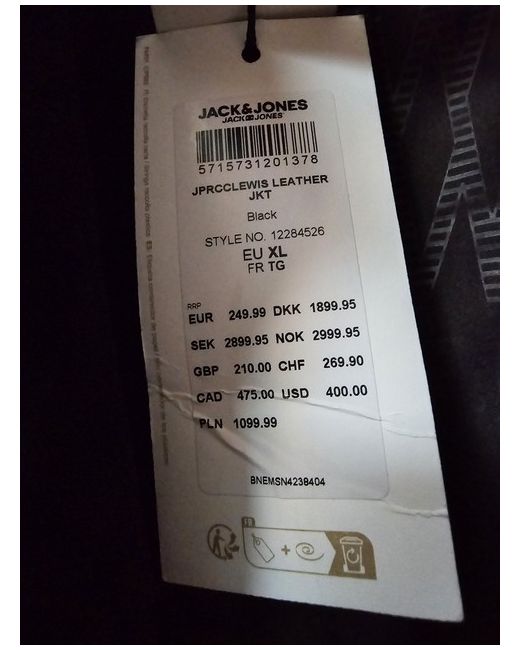 JACK&JONES
JACK&JONES
5715731201378
JPRCCLEWIS LEATHER
JKT
Black
STYLE NO. 12284526
EU XL
FR TG
RRP
EUR 249.99 DKK 1899.95
SEK 2899.95 NOK 2999.95
GBP 210.00 CHF 269.90
CAD 475.00 USD 400.00
PLN 1099.99
BNEMSN4238404
FR